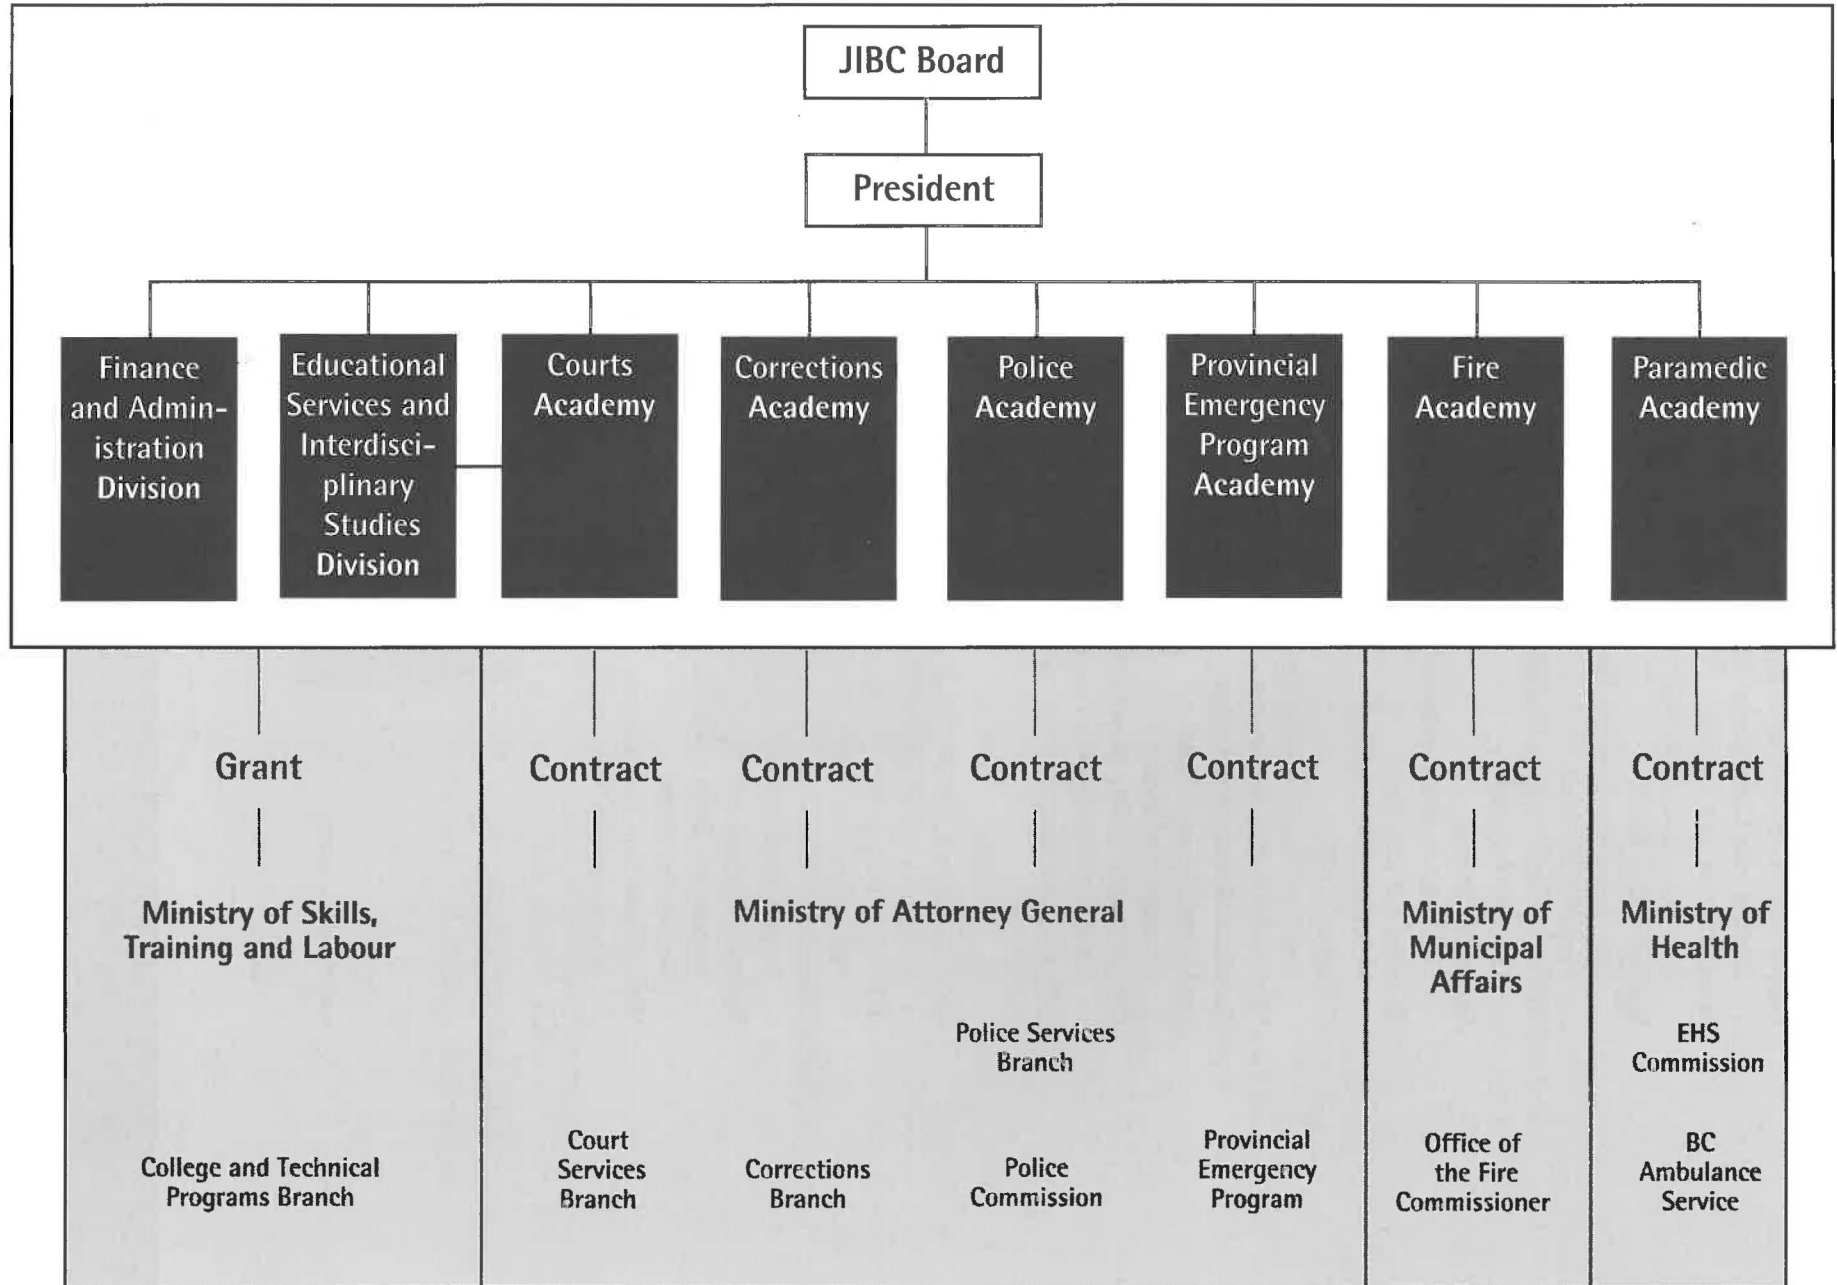 JIBC Board
President
Finance
and Admin-
istration
Division
Educational
Services and
Interdisci-
plinary
Studies
Division
Courts
Academy
Corrections
Academy
Police
Academy
Provincial
Emergency
Program
Academy
Fire
Academy
Paramedic
Academy
Grant
Contract
Contract
Contract
Contract
Contract
Contract
Ministry of Skills,
Training and Labour
Ministry of Attorney General
Ministry of
Municipal
Affairs
Ministry of
Health
Police Services
Branch
EHS
Commission
College and Technical
Programs Branch
Court
Services
Branch
Corrections
Branch
Police
Commission
Provincial
Emergency
Program
Office of
the Fire
Commissioner
BC
Ambulance
Service